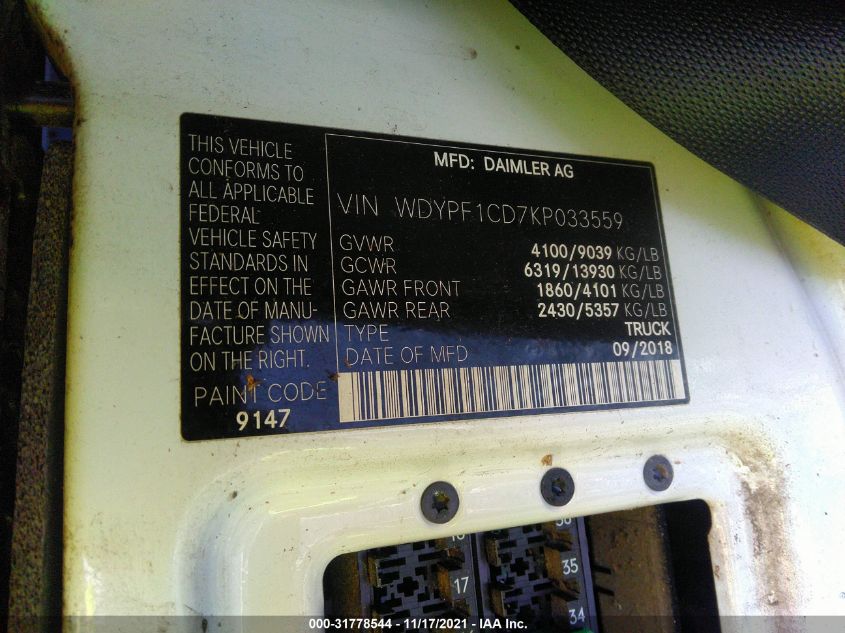 THIS VEHICLE
CONFORMS TO
ALL APPLICABLE
FEDERAL
VEHICLE SAFETY
STANDARDS IN
EFFECT ON THE
DATE OF MANU-
FACTURE SHOWN
ON THE RIGHT.
PAINT CODE
9147
MFD: DAIMLER AG
VIN WDYPF1CD7KP033559
GVWR 4100/9039 KG/LB
GCWR 6319/13930 KG/LB
GAWR FRONT 1860/4101 KG/LB
GAWR REAR 2430/5357 KG/LB
TYPE TRUCK
DATE OF MFD 09/2018
17
35
34
000-31778544 — 11/17/2021 — IAA Inc.